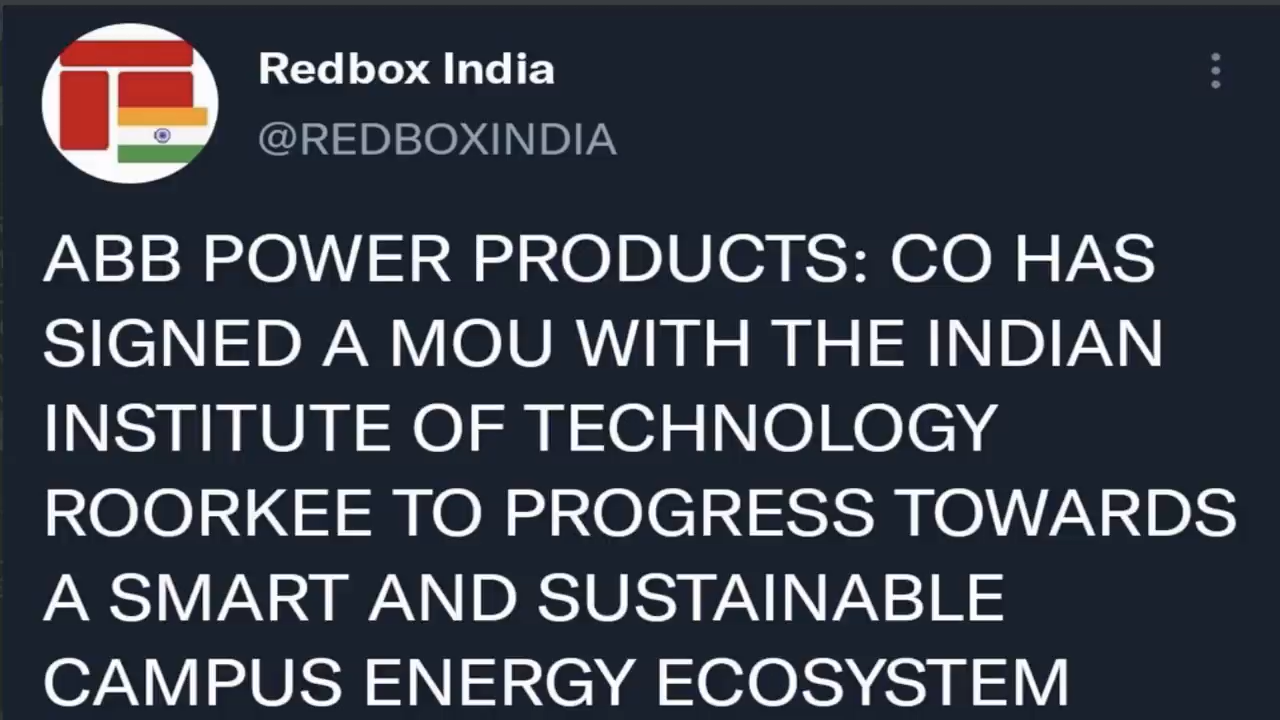 Redbox India
@REDBOXINDIA
ABB POWER PRODUCTS: CO HAS
SIGNED A MOU WITH THE INDIAN
INSTITUTE OF TECHNOLOGY
ROORKEE TO PROGRESS TOWARDS
A SMART AND SUSTAINABLE
CAMPUS ENERGY ECOSYSTEM